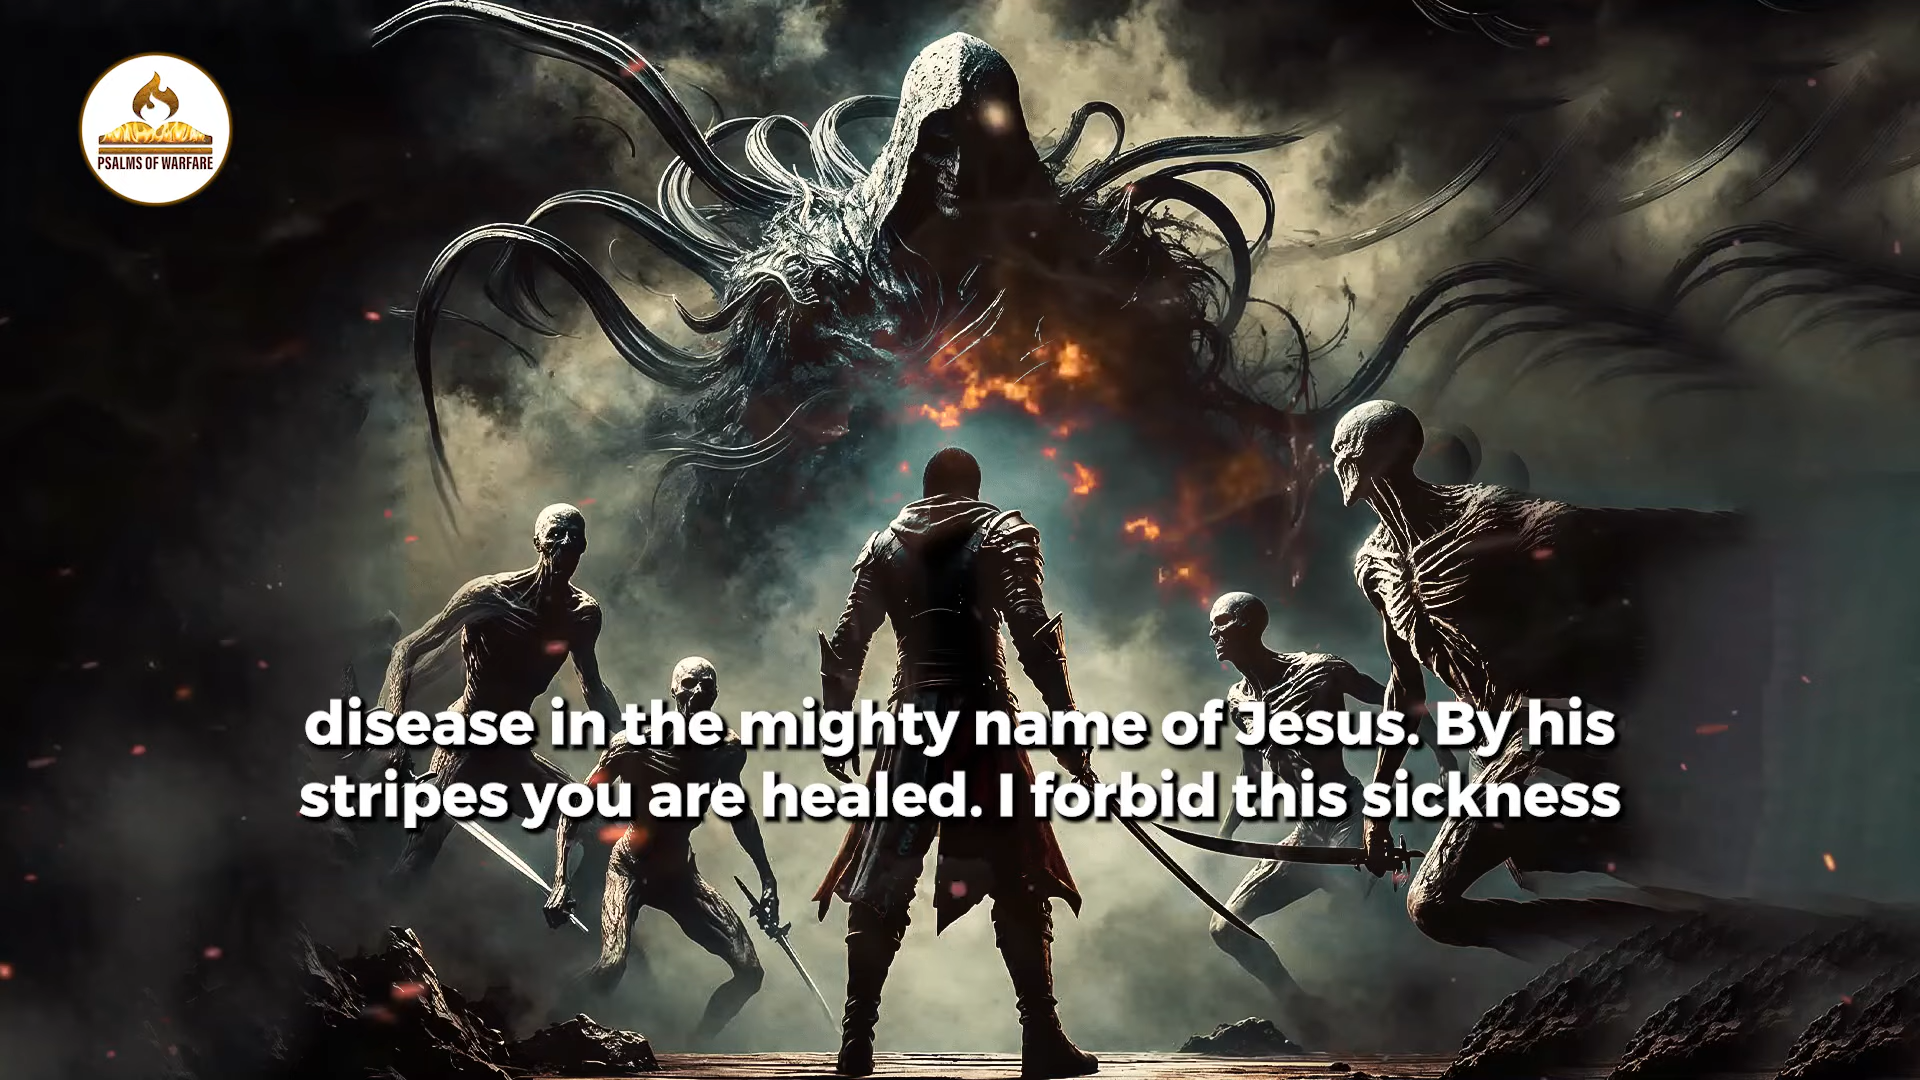 PSALMS OF WARFARE
disease in the mighty name of Jesus. By his
stripes you are healed. I forbid this sickness